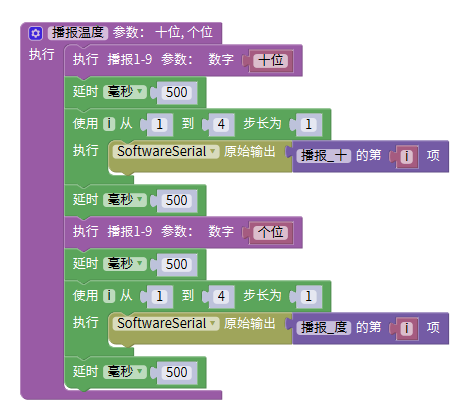 播报温度 参数: 十位, 个位
执行 执行 播报1-9 参数: 数字 十位
延时 毫秒 500
使用 i 从 1 到 4 步长为 1
执行 SoftwareSerial 原始输出 播报_十 的第 i 项
延时 毫秒 500
执行 播报1-9 参数: 数字 个位
延时 毫秒 500
使用 i 从 1 到 4 步长为 1
执行 SoftwareSerial 原始输出 播报_度 的第 i 项
延时 毫秒 500